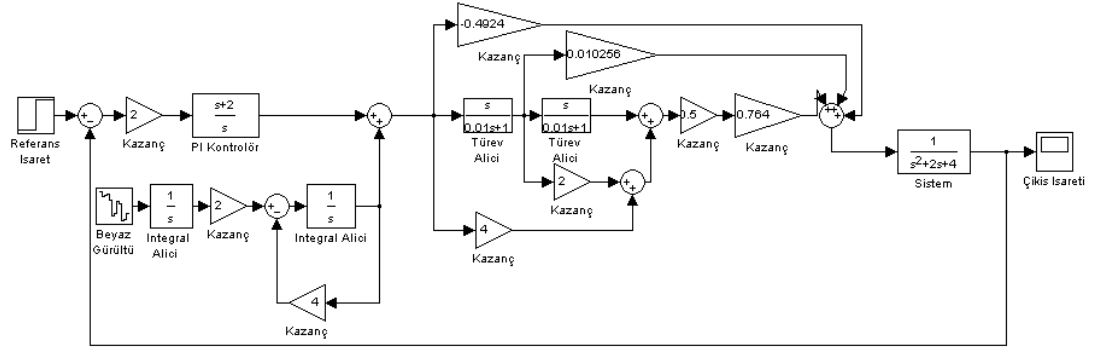 -0.4924
Kazanç
0.010256
Kazanç
Referans
Isaret
+
−
2
Kazanç
s+2
s
PI Kontrolör
+
+
s
0.01s+1
Türev
Alici
s
0.01s+1
Türev
Alici
+
+
0.5
Kazanç
0.764
Kazanç
+
+
+
1
s²+2s+4
Sistem
Çikis Isareti
2
Kazanç
+
+
4
Kazanç
Beyaz
Gürültü
1
s
Integral
Alici
2
Kazanç
+
−
1
s
Integral Alici
4
Kazanç